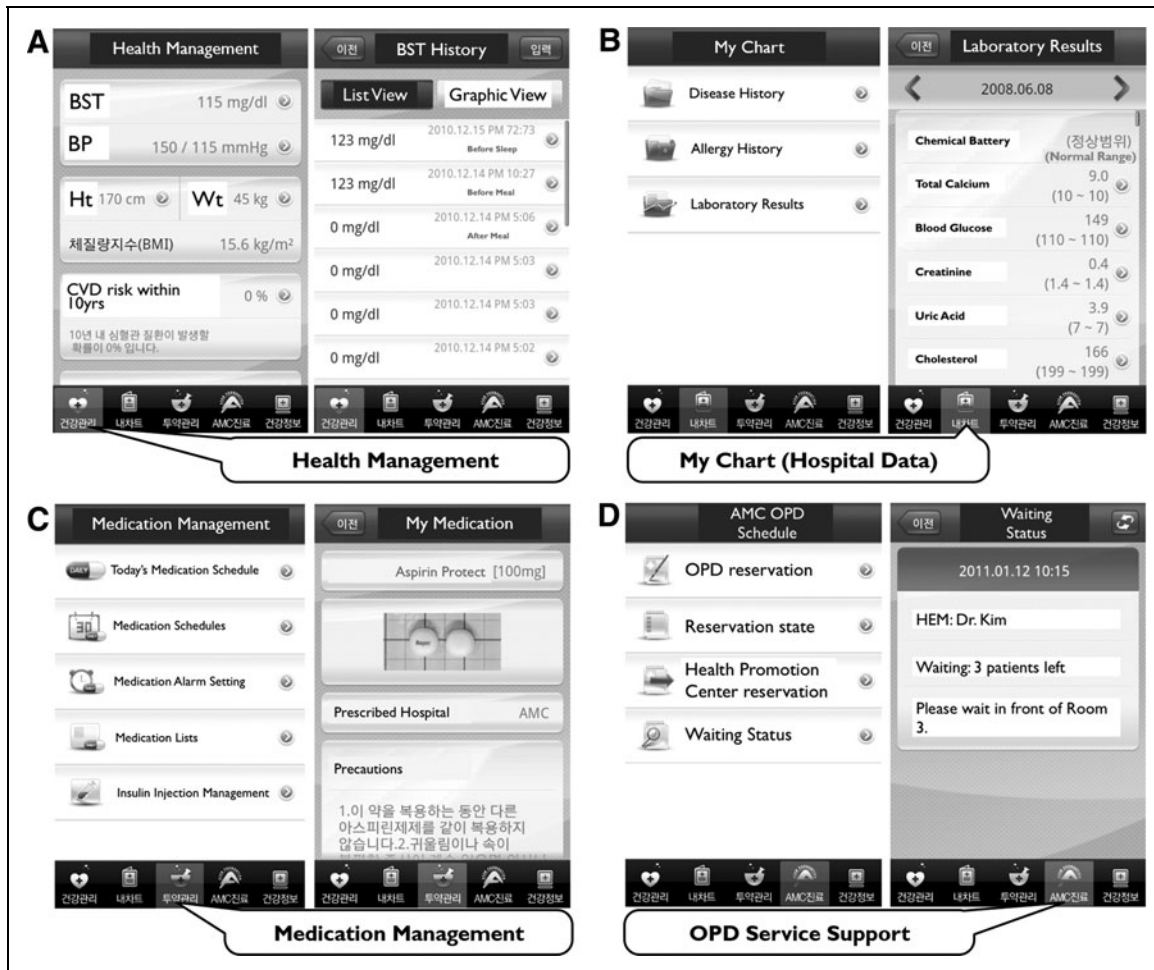 A
Health Management
BST 115 mg/dl
BP 150 / 115 mmHg
Ht 170 cm Wt 45 kg
체질량지수(BMI) 15.6 kg/m²
CVD risk within
10yrs 0 %
10년 내 심혈관 질환이 발생할
확률이 0% 입니다.
건강관리 내차트 투약관리 AMC진료 건강정보
이전 BST History 입력
List View Graphic View
123 mg/dl 2010.12.15 PM 72:73
Before Sleep
123 mg/dl 2010.12.14 PM 10:27
Before Meal
0 mg/dl 2010.12.14 PM 5:06
After Meal
0 mg/dl 2010.12.14 PM 5:03
0 mg/dl 2010.12.14 PM 5:03
0 mg/dl 2010.12.14 PM 5:02
건강관리 내차트 투약관리 AMC진료 건강정보
Health Management
B
My Chart
Disease History
Allergy History
Laboratory Results
건강관리 내차트 투약관리 AMC진료 건강정보
이전 Laboratory Results
2008.06.08
Chemical Battery (정상범위)
(Normal Range)
Total Calcium 9.0
(10 ~ 10)
Blood Glucose 149
(110 ~ 110)
Creatinine 0.4
(1.4 ~ 1.4)
Uric Acid 3.9
(7 ~ 7)
Cholesterol 166
(199 ~ 199)
건강관리 내차트 투약관리 AMC진료 건강정보
My Chart (Hospital Data)
C
Medication Management
DAILY Today's Medication Schedule
30 Medication Schedules
Medication Alarm Setting
Medication Lists
Insulin Injection Management
건강관리 내차트 투약관리 AMC진료 건강정보
이전 My Medication
Aspirin Protect [100mg]
Prescribed Hospital AMC
Precautions
1.이 약을 복용하는 동안 다른
아스피린제제를 같이 복용하지
않습니다.2.귀울림이나 속이
건강관리 내차트 투약관리 AMC진료 건강정보
Medication Management
D
AMC OPD
Schedule
OPD reservation
Reservation state
Health Promotion
Center reservation
Waiting Status
건강관리 내차트 투약관리 AMC진료 건강정보
이전 Waiting
Status
2011.01.12 10:15
HEM: Dr. Kim
Waiting: 3 patients left
Please wait in front of Room
3.
건강관리 내차트 투약관리 AMC진료 건강정보
OPD Service Support